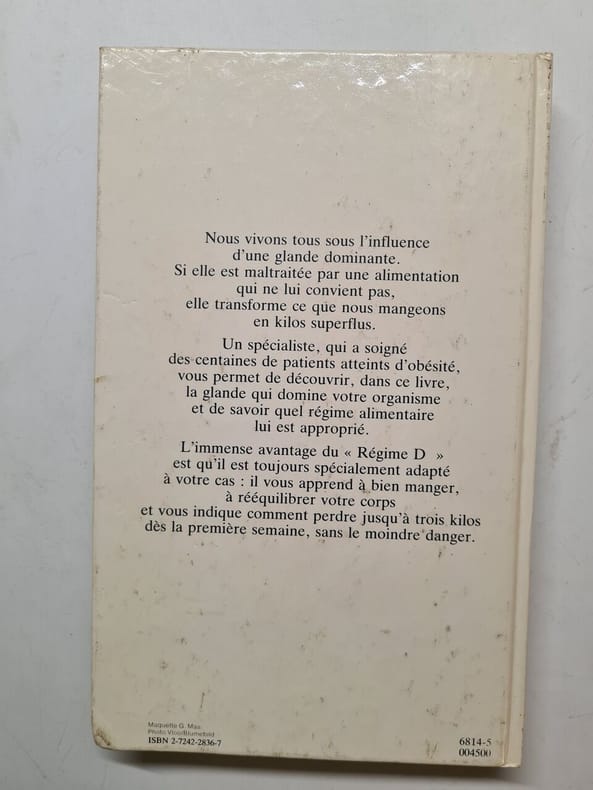 Nous vivons tous sous l'influence
d'une glande dominante.
Si elle est maltraitée par une alimentation
qui ne lui convient pas,
elle transforme ce que nous mangeons
en kilos superflus.
Un spécialiste, qui a soigné
des centaines de patients atteints d'obésité,
vous permet de découvrir, dans ce livre,
la glande qui domine votre organisme
et de savoir quel régime alimentaire
lui est approprié.
L'immense avantage du « Régime D »
est qu'il est toujours spécialement adapté
à votre cas : il vous apprend à bien manger,
à rééquilibrer votre corps
et vous indique comment perdre jusqu'à trois kilos
dès la première semaine, sans le moindre danger.
Maquette G. Mas
Photo
ISBN 2-7242-2836-7
6814-5
004500